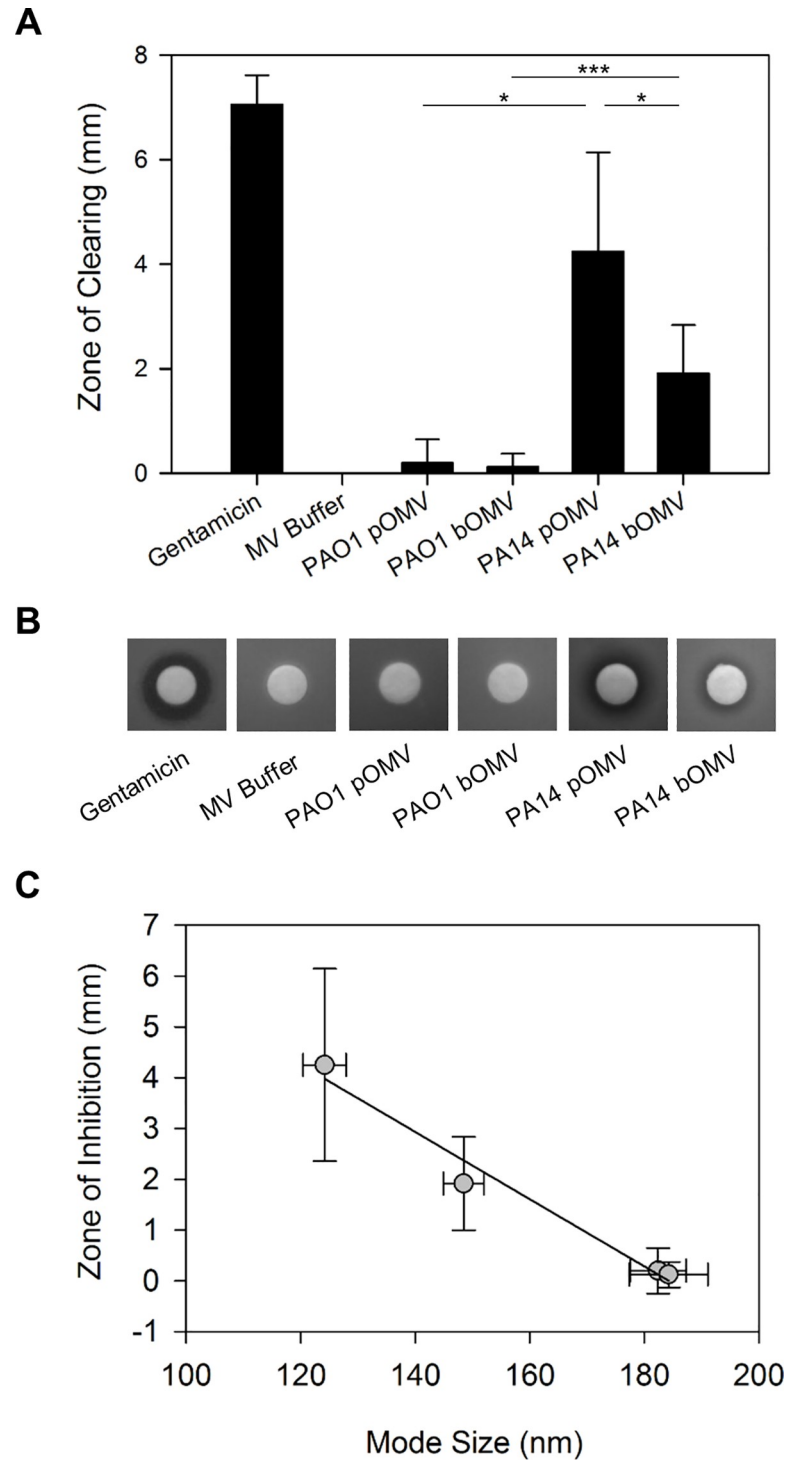 A
8
6
4
2
0
Zone of Clearing (mm)
***
*
*
Gentamicin
MV Buffer
PAO1 pOMV
PAO1 bOMV
PA14 pOMV
PA14 bOMV
B
Gentamicin
MV Buffer
PAO1 pOMV
PAO1 bOMV
PA14 pOMV
PA14 bOMV
C
7
6
5
4
3
2
1
0
-1
Zone of Inhibition (mm)
100 120 140 160 180 200
Mode Size (nm)